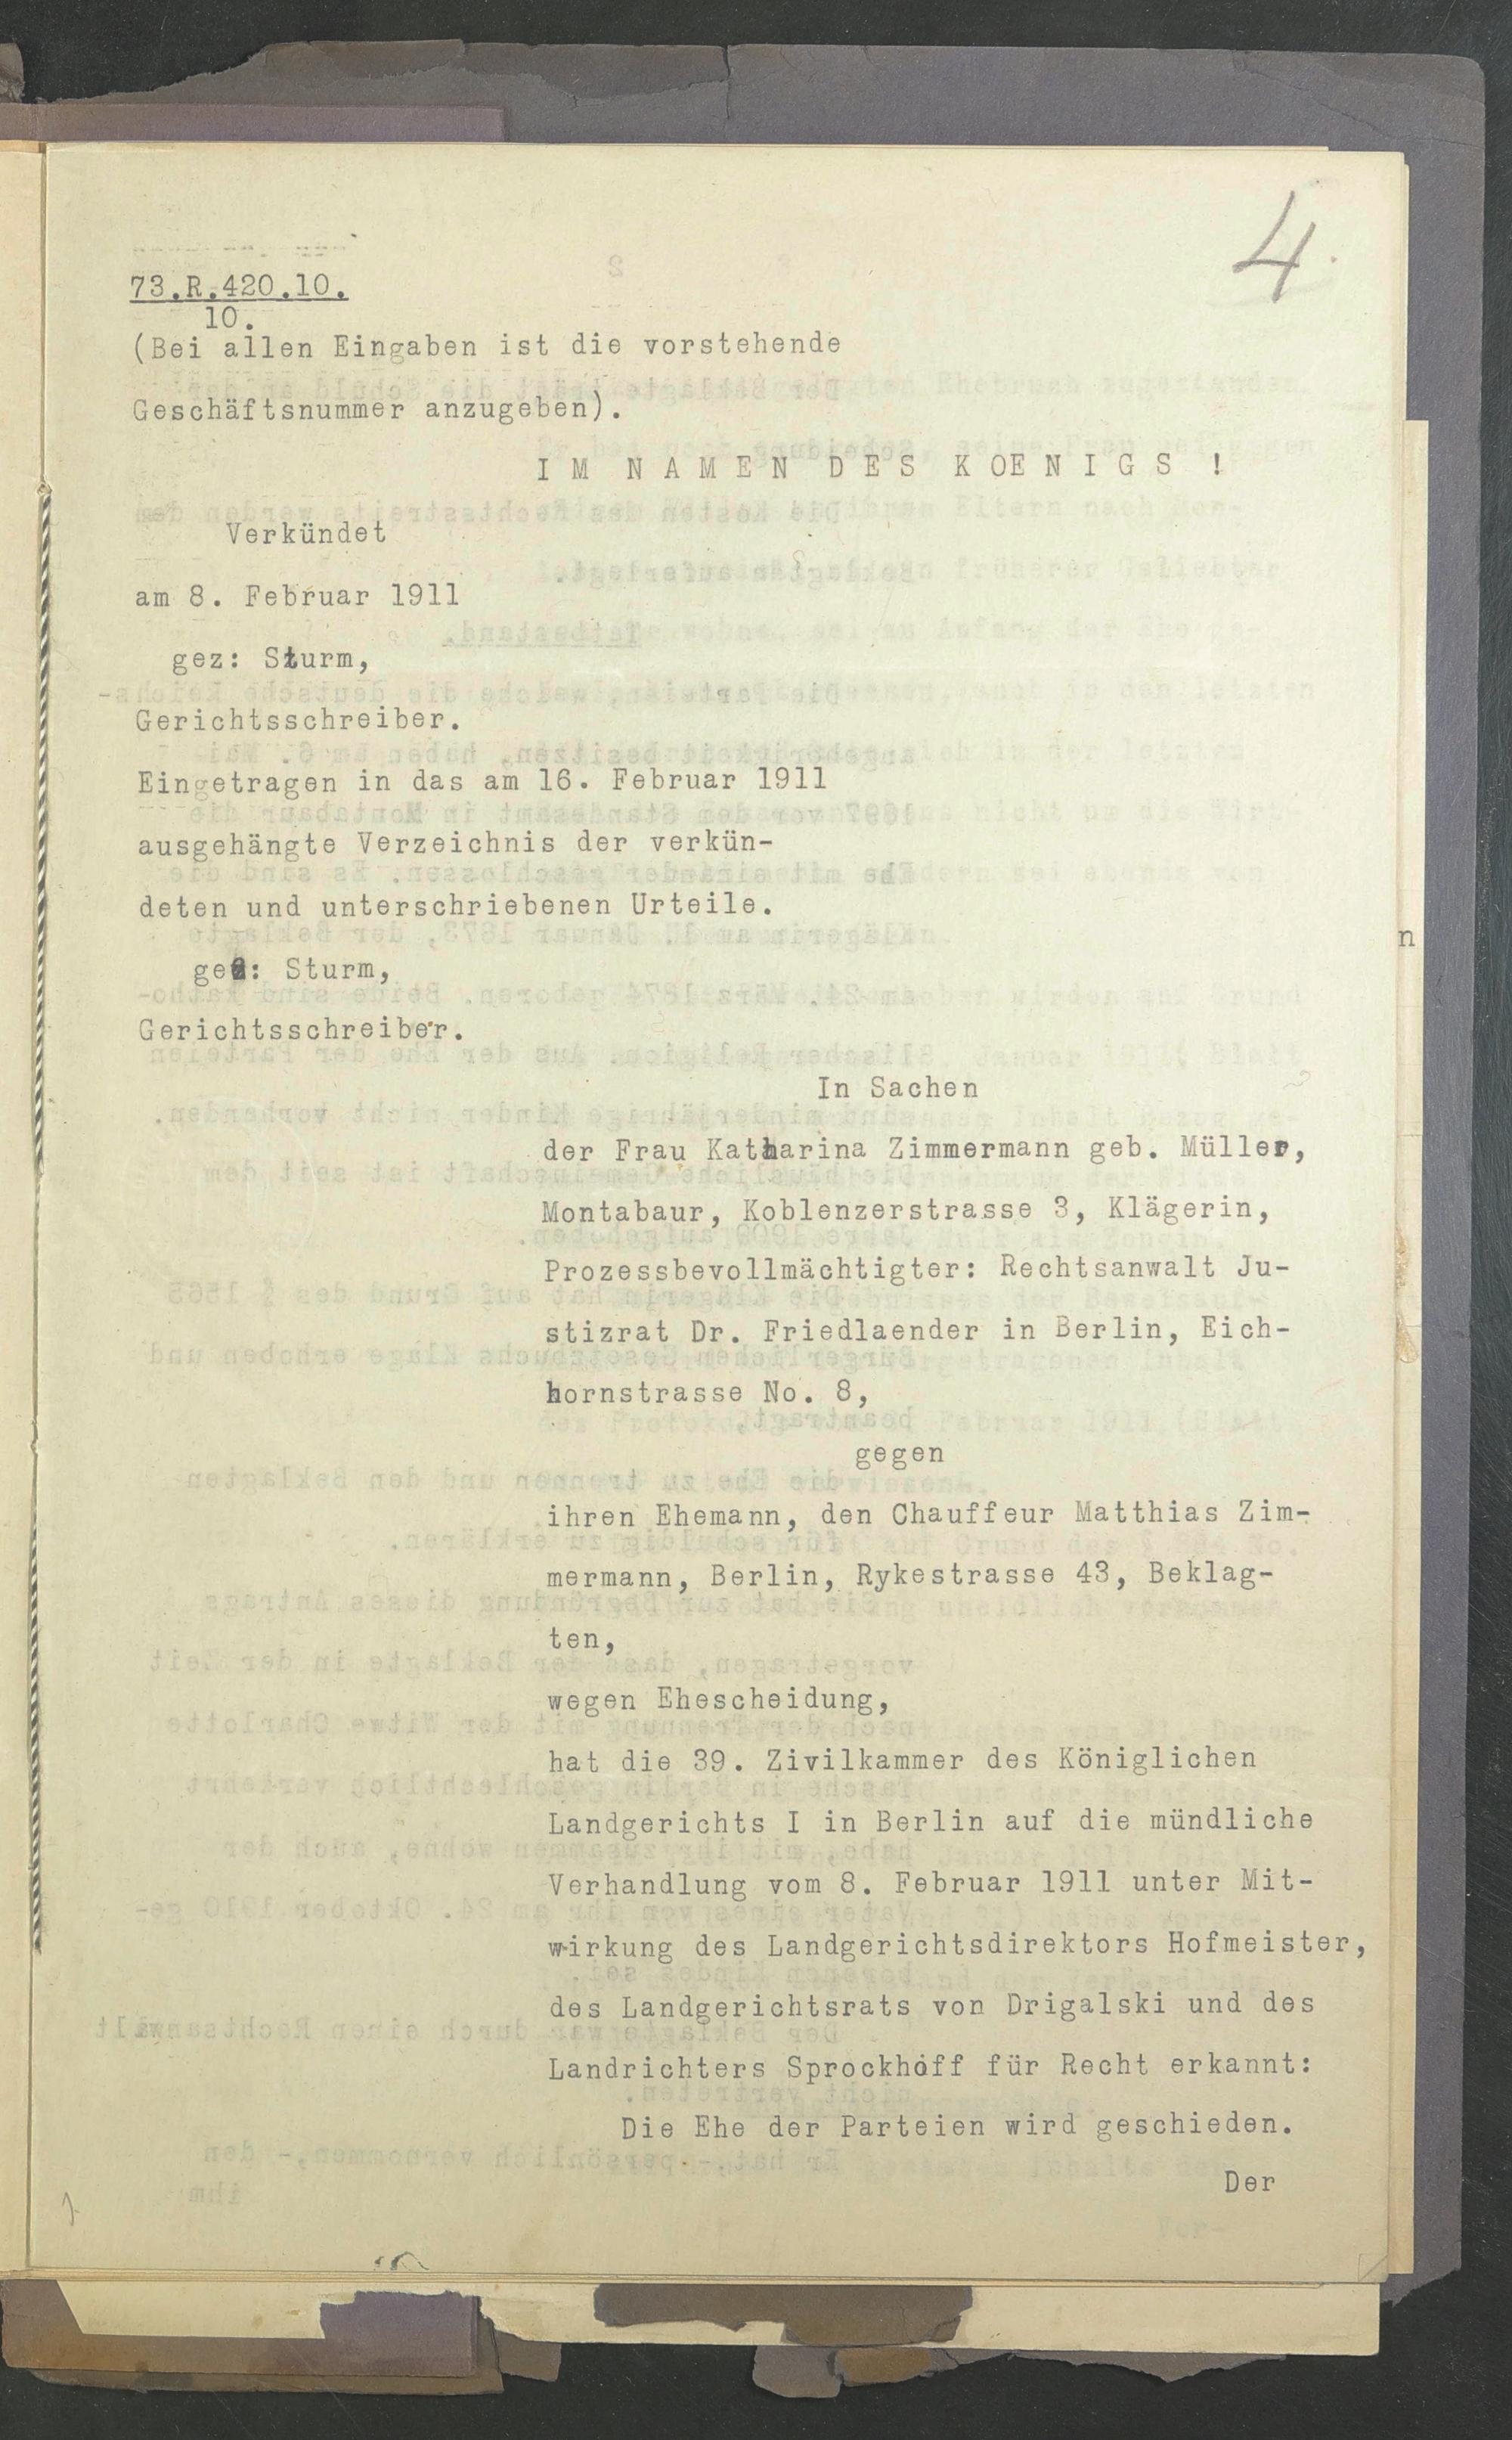 4
73.R.420.10.
10.
(Bei allen Eingaben ist die vorstehende
Geschäftsnummer anzugeben).
IM NAMEN DES KOENIGS !
Verkündet
am 8. Februar 1911
gez: Sturm,
Gerichtsschreiber.
Eingetragen in das am 16. Februar 1911
ausgehängte Verzeichnis der verkün-
deten und unterschriebenen Urteile.
gez: Sturm,
Gerichtsschreiber.
In Sachen
der Frau Katharina Zimmermann geb. Müller,
Montabaur, Koblenzerstrasse 3, Klägerin,
Prozessbevollmächtigter: Rechtsanwalt Ju-
stizrat Dr. Friedlaender in Berlin, Eich-
hornstrasse No. 8,
gegen
ihren Ehemann, den Chauffeur Matthias Zim-
mermann, Berlin, Rykestrasse 43, Beklag-
ten,
wegen Ehescheidung,
hat die 39. Zivilkammer des Königlichen
Landgerichts I in Berlin auf die mündliche
Verhandlung vom 8. Februar 1911 unter Mit-
wirkung des Landgerichtsdirektors Hofmeister,
des Landgerichtsrats von Drigalski und des
Landrichters Sprockhoff für Recht erkannt:
Die Ehe der Parteien wird geschieden.
Der